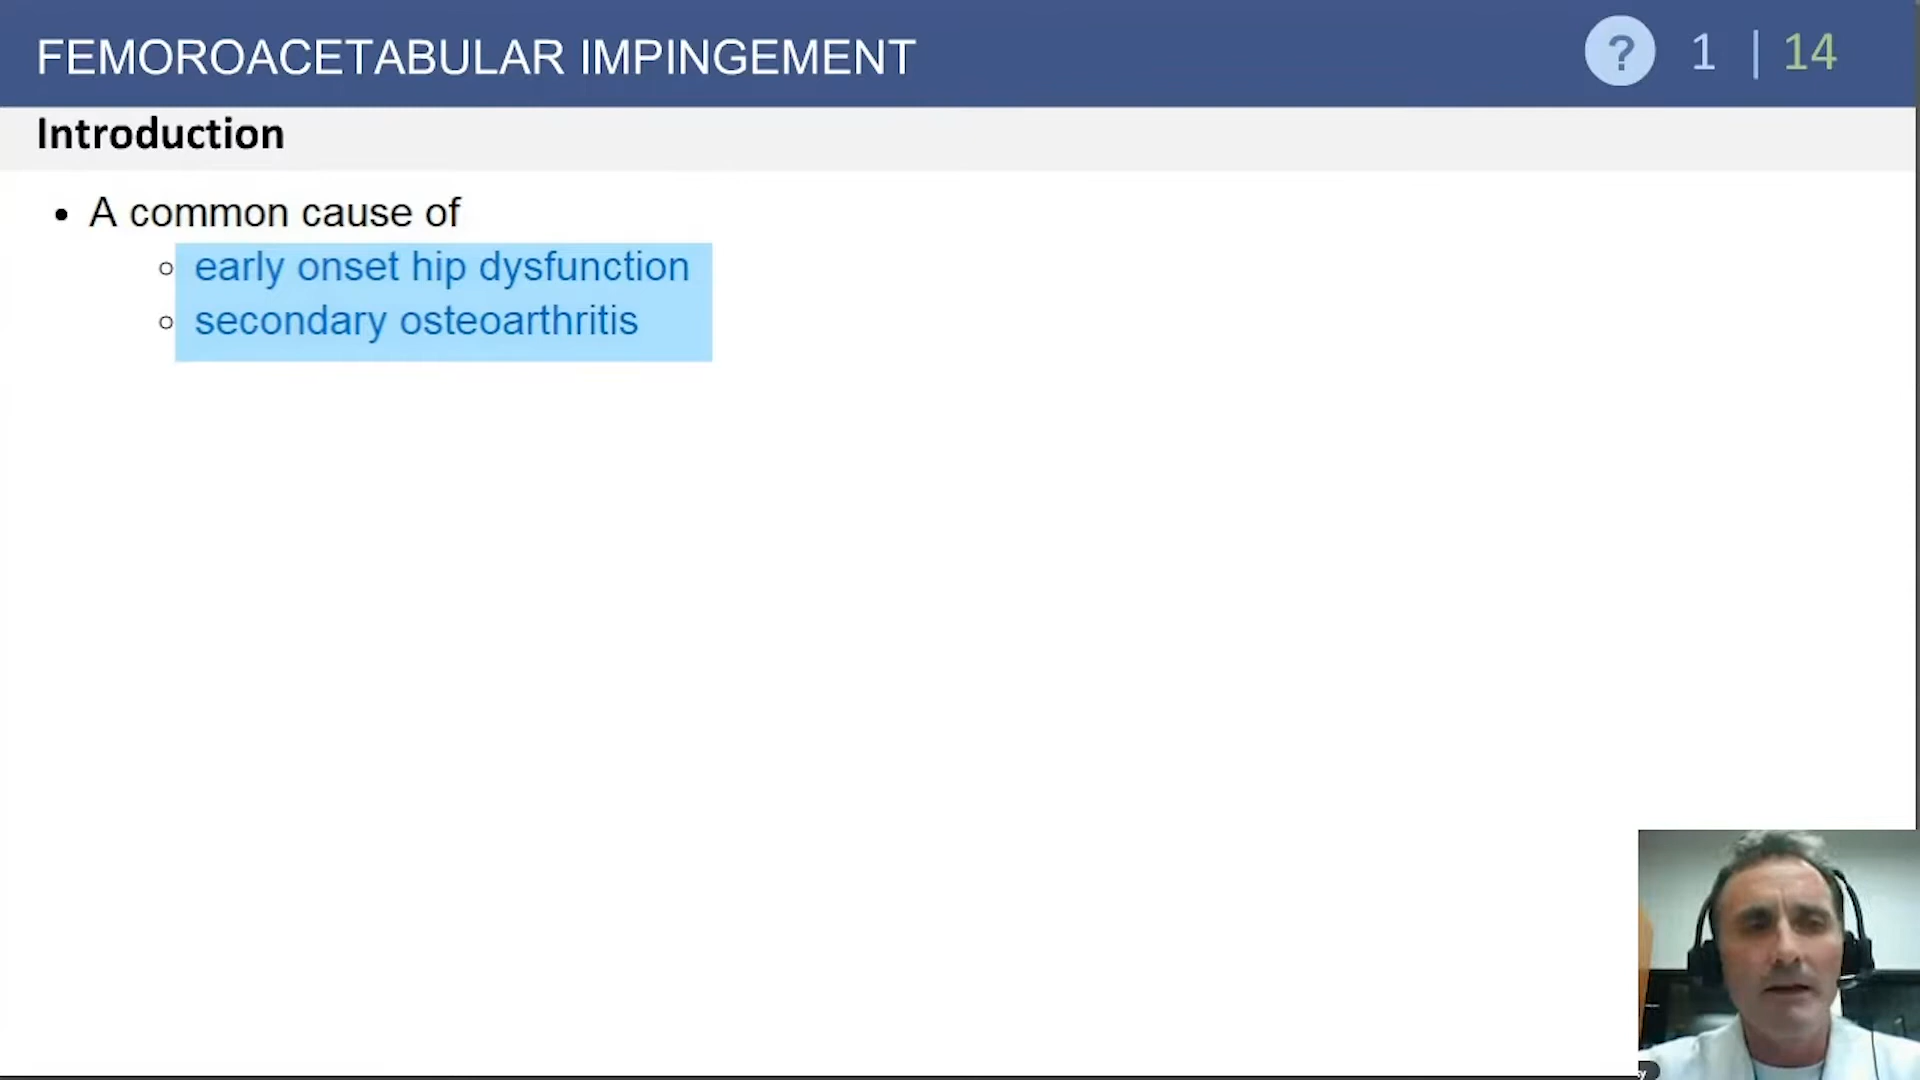 FEMOROACETABULAR IMPINGEMENT
? 1 | 14
Introduction
• A common cause of
○ early onset hip dysfunction
○ secondary osteoarthritis